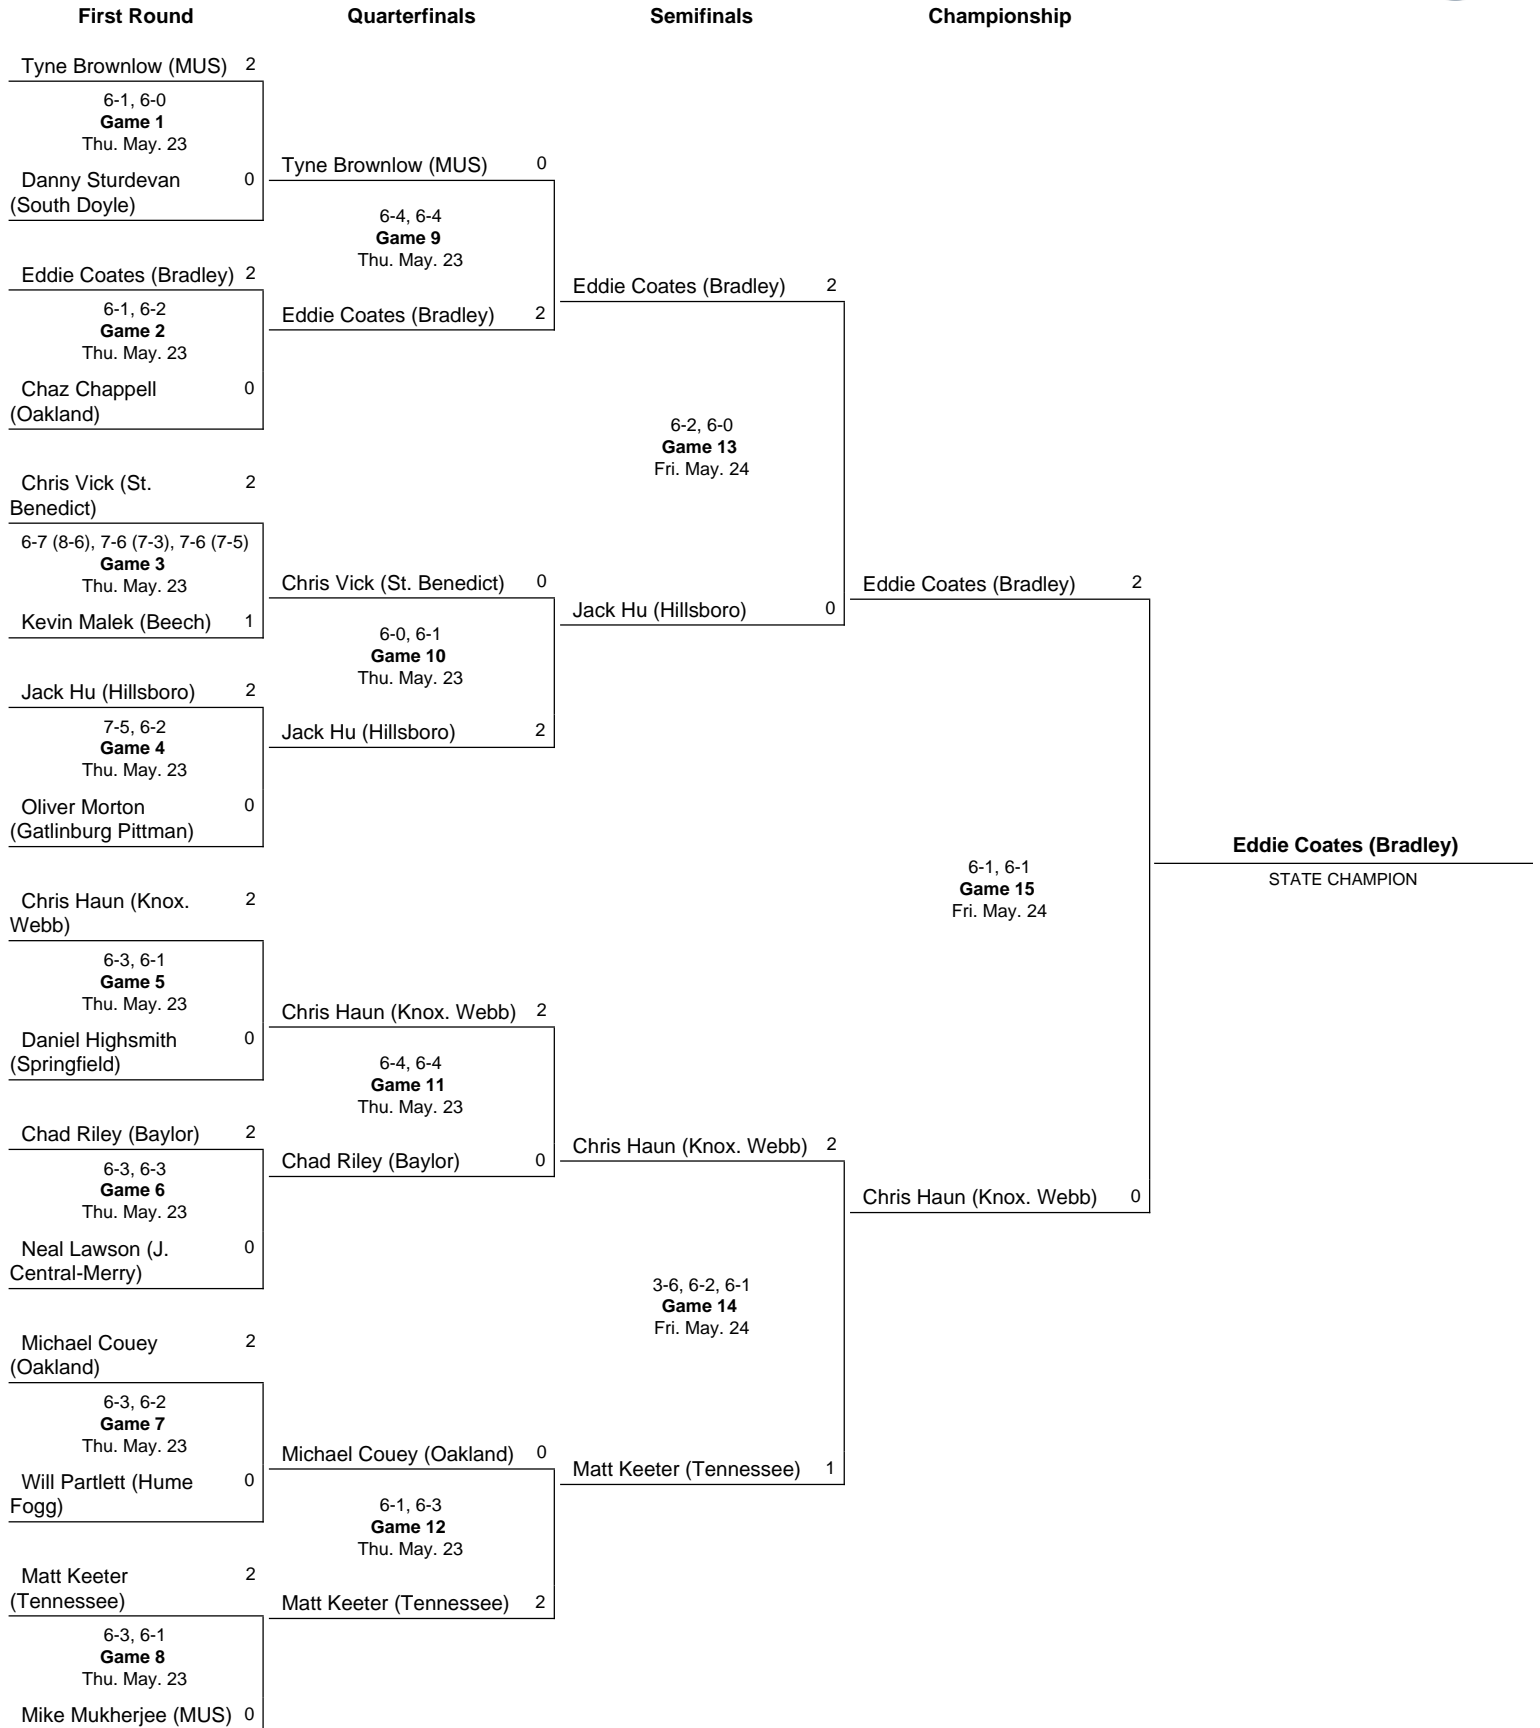 First Round
Quarterfinals
Semifinals
Championship
Tyne Brownlow (MUS) 2
6-1, 6-0
Game 1
Thu. May. 23
Danny Sturdevan 0
(South Doyle)
Eddie Coates (Bradley) 2
6-1, 6-2
Game 2
Thu. May. 23
Chaz Chappell 0
(Oakland)
Chris Vick (St. 2
Benedict)
6-7 (8-6), 7-6 (7-3), 7-6 (7-5)
Game 3
Thu. May. 23
Kevin Malek (Beech) 1
Jack Hu (Hillsboro) 2
7-5, 6-2
Game 4
Thu. May. 23
Oliver Morton 0
(Gatlinburg Pittman)
Chris Haun (Knox. 2
Webb)
6-3, 6-1
Game 5
Thu. May. 23
Daniel Highsmith 0
(Springfield)
Chad Riley (Baylor) 2
6-3, 6-3
Game 6
Thu. May. 23
Neal Lawson (J. 0
Central-Merry)
Michael Couey 2
(Oakland)
6-3, 6-2
Game 7
Thu. May. 23
Will Partlett (Hume 0
Fogg)
Matt Keeter 2
(Tennessee)
6-3, 6-1
Game 8
Thu. May. 23
Mike Mukherjee (MUS) 0
Tyne Brownlow (MUS) 0
6-4, 6-4
Game 9
Thu. May. 23
Eddie Coates (Bradley) 2
Chris Vick (St. Benedict) 0
6-0, 6-1
Game 10
Thu. May. 23
Jack Hu (Hillsboro) 2
Chris Haun (Knox. Webb) 2
6-4, 6-4
Game 11
Thu. May. 23
Chad Riley (Baylor) 0
Michael Couey (Oakland) 0
6-1, 6-3
Game 12
Thu. May. 23
Matt Keeter (Tennessee) 2
Eddie Coates (Bradley) 2
6-2, 6-0
Game 13
Fri. May. 24
Jack Hu (Hillsboro) 0
Chris Haun (Knox. Webb) 2
3-6, 6-2, 6-1
Game 14
Fri. May. 24
Matt Keeter (Tennessee) 1
Eddie Coates (Bradley) 2
6-1, 6-1
Game 15
Fri. May. 24
Chris Haun (Knox. Webb) 0
Eddie Coates (Bradley)
STATE CHAMPION